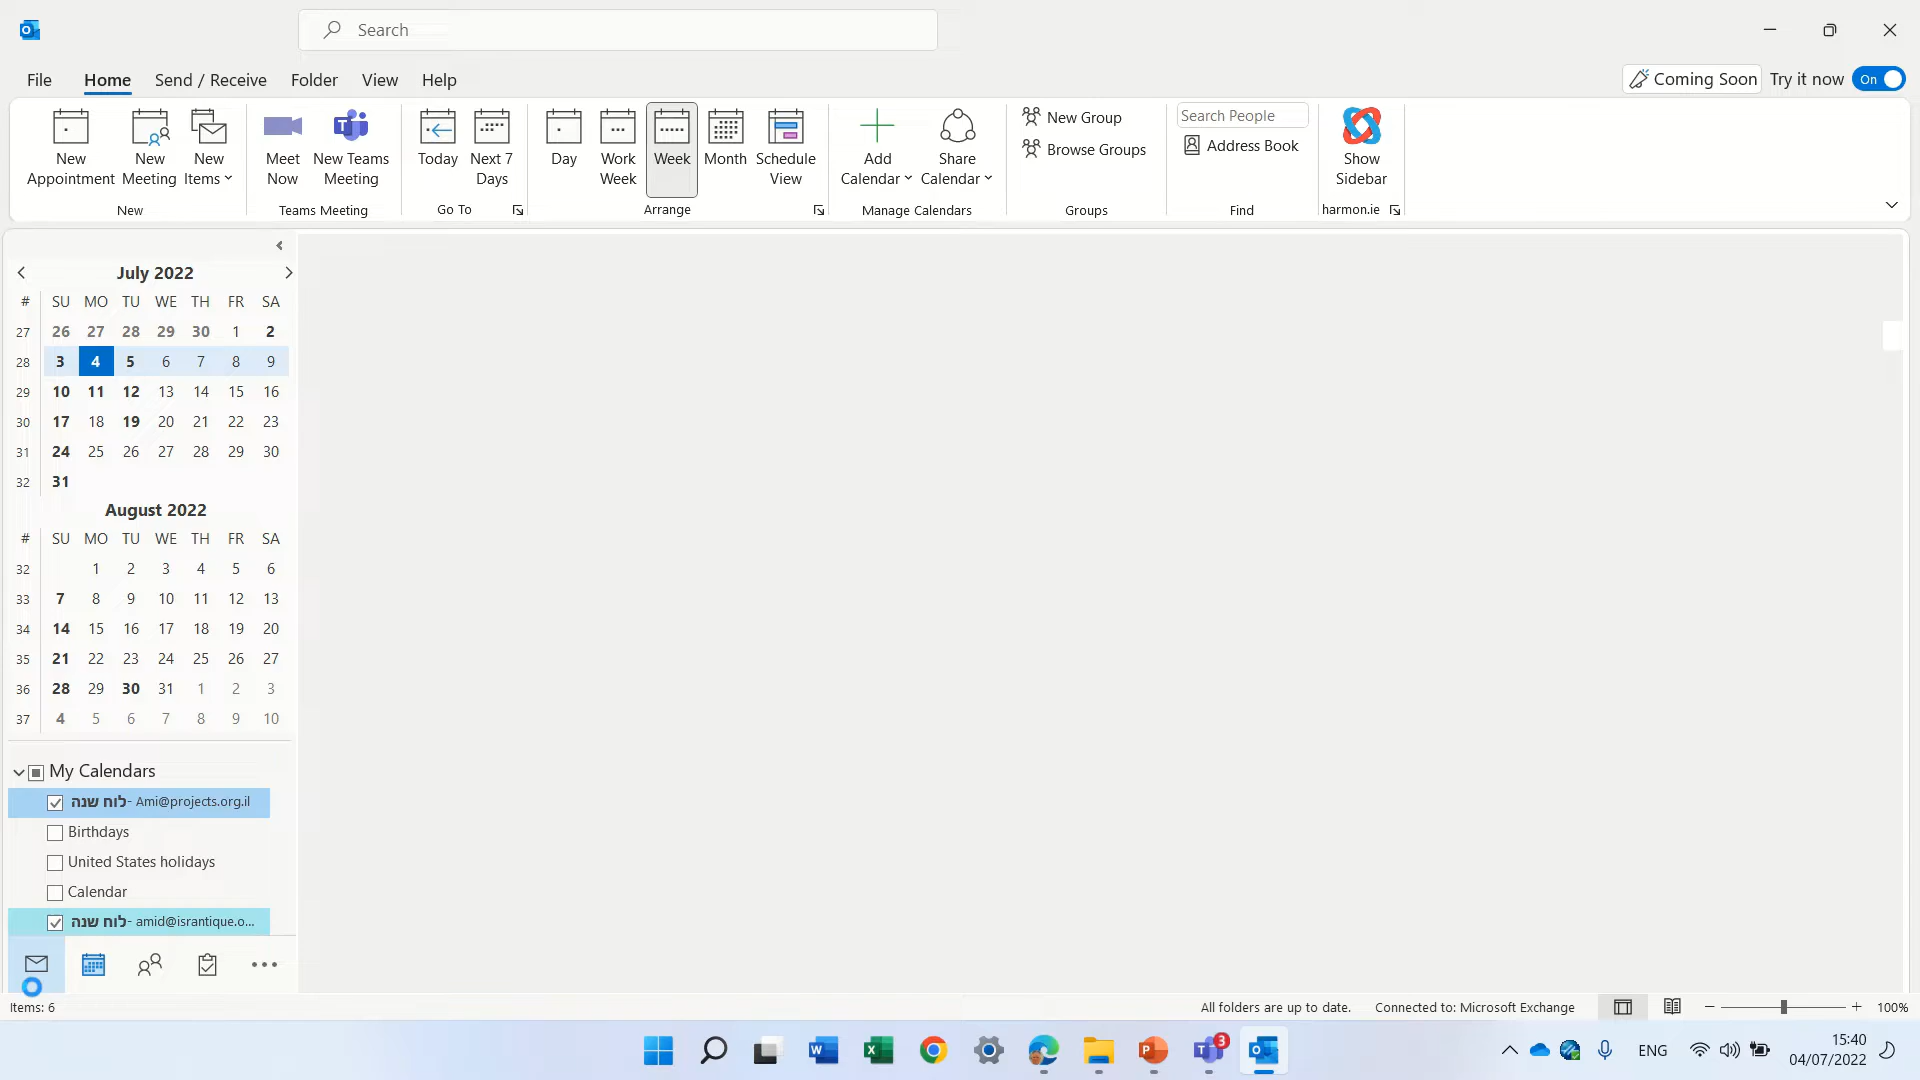 Search
File Home Send / Receive Folder View Help
Coming Soon Try it now On
New Appointment
New Meeting
New Items
New
Meet Now
New Teams Meeting
Teams Meeting
Today
Next 7 Days
Go To
Day
Work Week
Week
Month
Schedule View
Arrange
Add Calendar
Share Calendar
Manage Calendars
New Group
Browse Groups
Groups
Search People
Address Book
Find
Show Sidebar
harmon.ie
July 2022
# SU MO TU WE TH FR SA
27 26 27 28 29 30 1 2
28 3 4 5 6 7 8 9
29 10 11 12 13 14 15 16
30 17 18 19 20 21 22 23
31 24 25 26 27 28 29 30
32 31
August 2022
# SU MO TU WE TH FR SA
32 1 2 3 4 5 6
33 7 8 9 10 11 12 13
34 14 15 16 17 18 19 20
35 21 22 23 24 25 26 27
36 28 29 30 31 1 2 3
37 4 5 6 7 8 9 10
My Calendars
לוח שנה - Ami@projects.org.il
Birthdays
United States holidays
Calendar
לוח שנה - amid@israntique.o...
Items: 6
All folders are up to date. Connected to: Microsoft Exchange 100%
3
ENG
15:40
04/07/2022